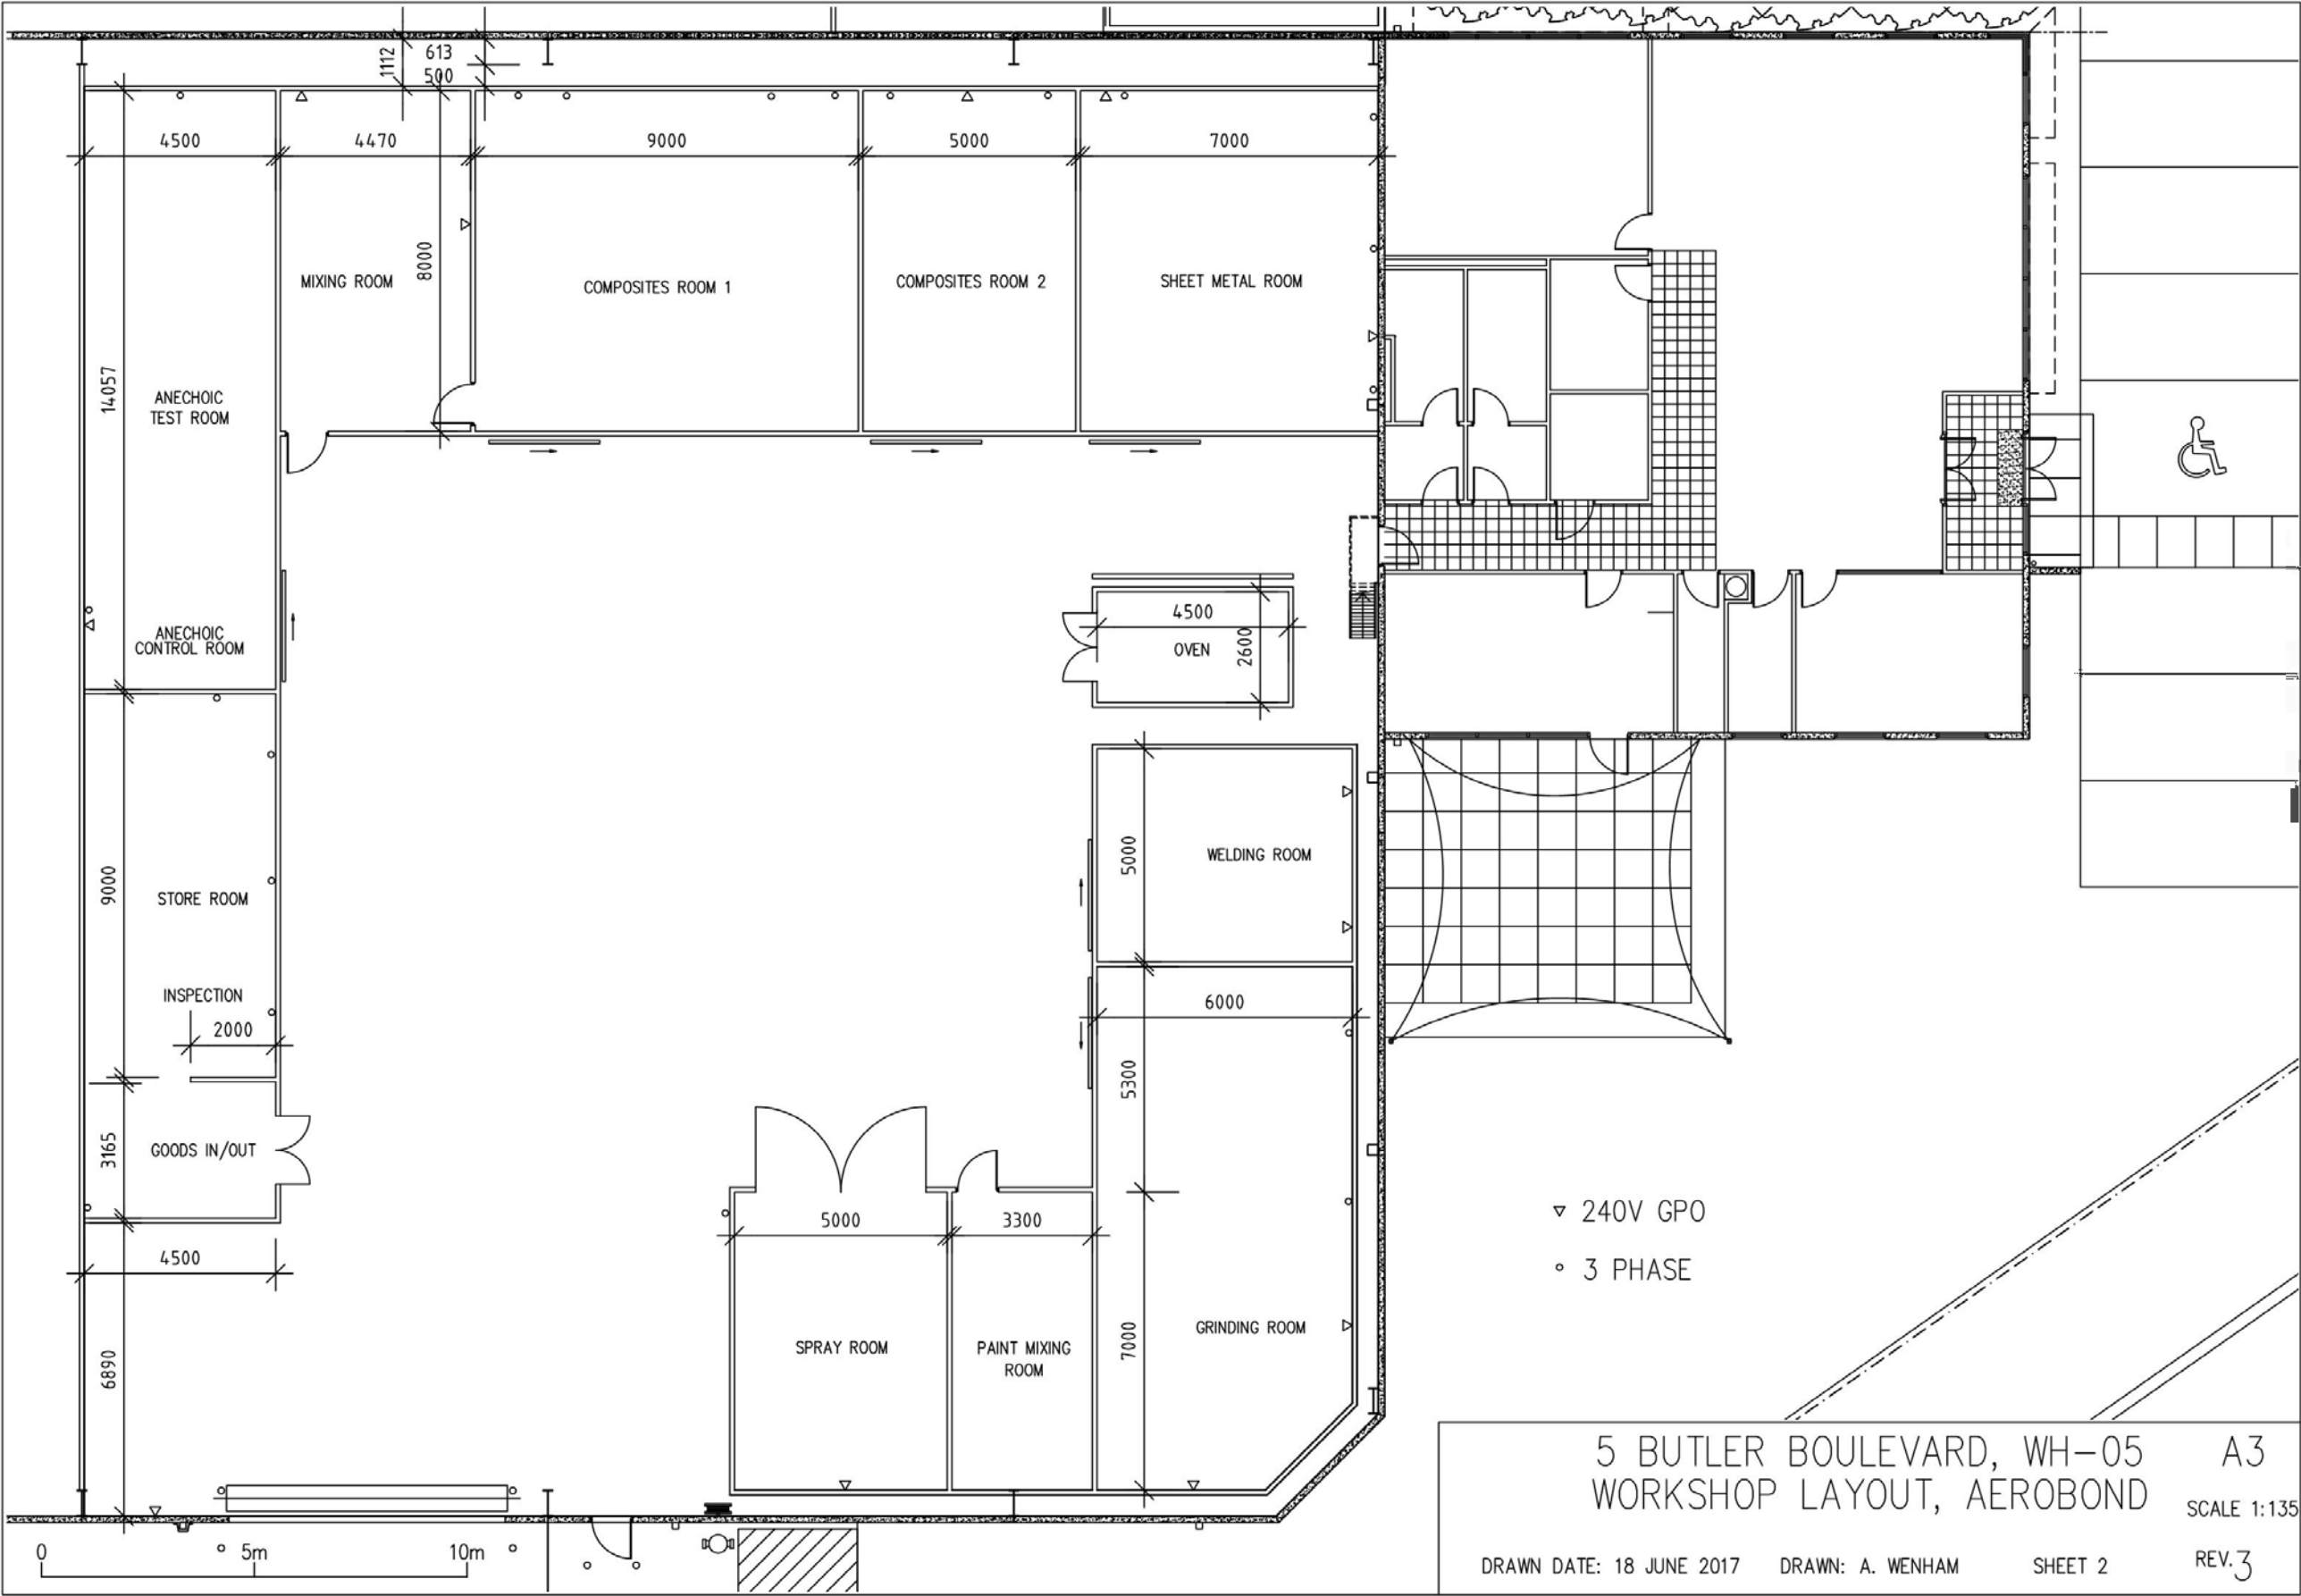 1112
613
500
4500
4470
9000
5000
7000
8000
MIXING ROOM
COMPOSITES ROOM 1
COMPOSITES ROOM 2
SHEET METAL ROOM
14057
ANECHOIC
TEST ROOM
ANECHOIC
CONTROL ROOM
4500
OVEN
2600
9000
STORE ROOM
INSPECTION
2000
5000
WELDING ROOM
6000
5300
3165
GOODS IN/OUT
4500
6890
5000
3300
SPRAY ROOM
PAINT MIXING
ROOM
7000
GRINDING ROOM
240V GPO
3 PHASE
0
5m
10m
5 BUTLER BOULEVARD, WH-05 A3
WORKSHOP LAYOUT, AEROBOND
SCALE 1:135
DRAWN DATE: 18 JUNE 2017 DRAWN: A. WENHAM SHEET 2 REV.3